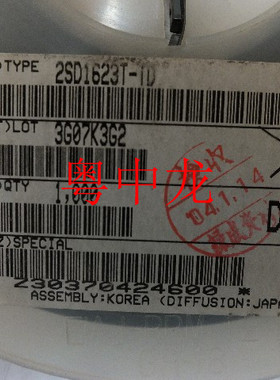 )TYPE 2SD1623T-TD
T)LOT 3G07K3G2
粤中龙
)QTY 1,000
'04.1.14
D
Z)SPECIAL
Z30370424600 *
ASSEMBLY:KOREA (DIFFUSION:JAPA